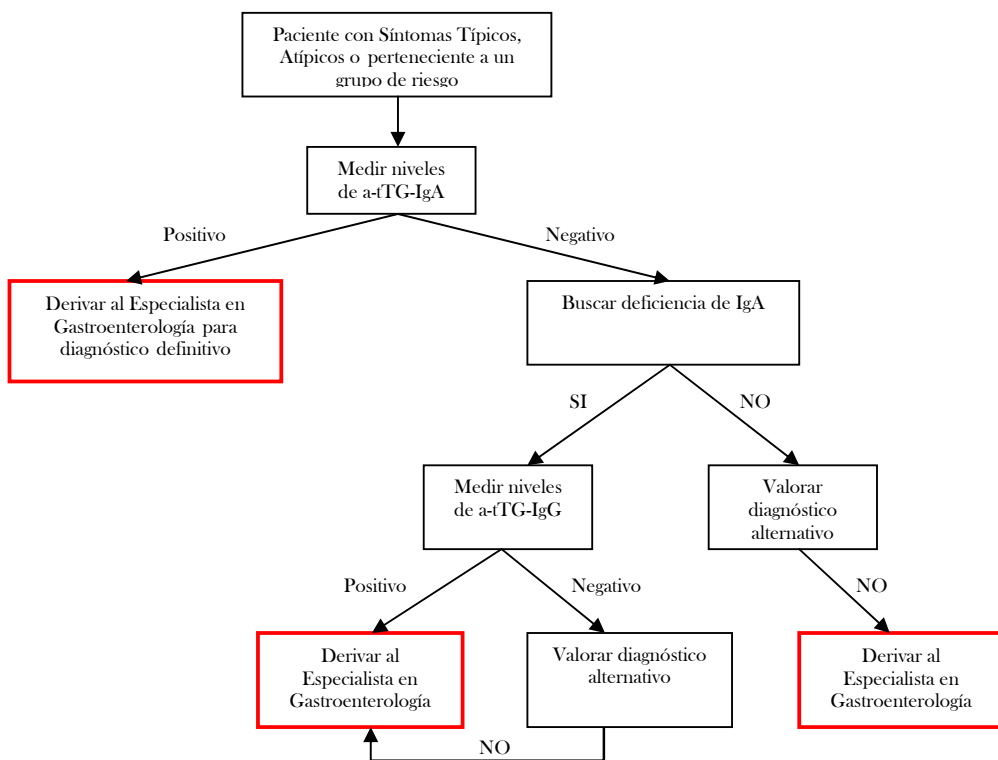 Paciente con Síntomas Típicos,
Atípicos o perteneciente a un
grupo de riesgo
Medir niveles
de a-tTG-IgA
Positivo
Negativo
Derivar al Especialista en
Gastroenterología para
diagnóstico definitivo
Buscar deficiencia de IgA
SI
NO
Medir niveles
de a-tTG-IgG
Valorar
diagnóstico
alternativo
Positivo
Negativo
NO
Derivar al
Especialista en
Gastroenterología
Valorar diagnóstico
alternativo
Derivar al
Especialista en
Gastroenterología
NO